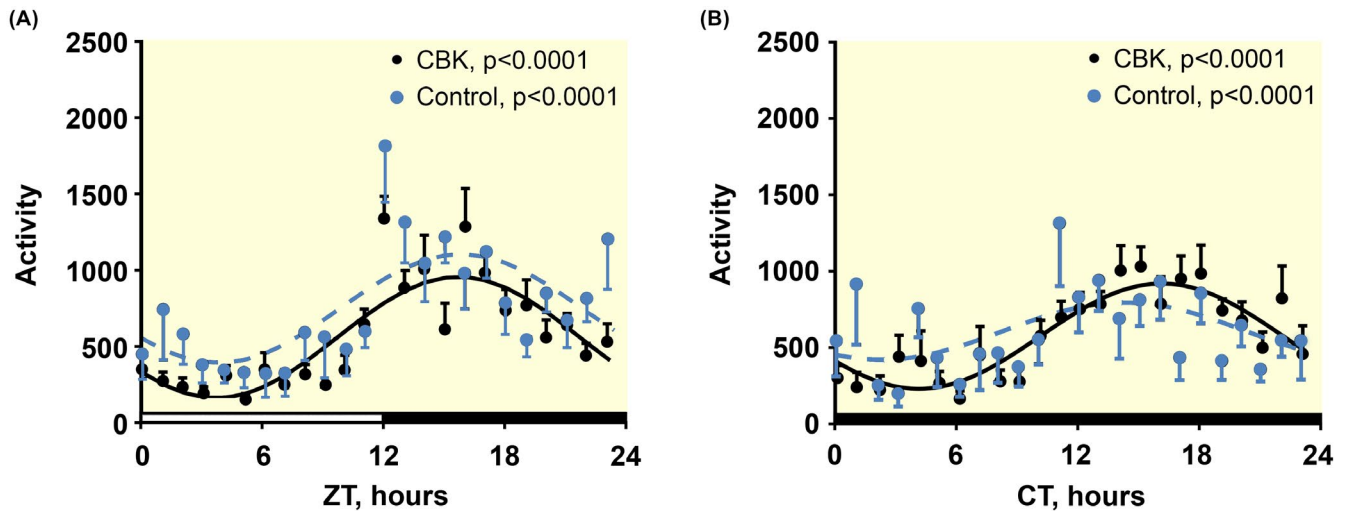 (A)
2500
2000
1500
1000
500
0
Activity
CBK, p<0.0001
Control, p<0.0001
0 6 12 18 24
ZT, hours
(B)
2500
2000
1500
1000
500
0
Activity
CBK, p<0.0001
Control, p<0.0001
0 6 12 18 24
CT, hours